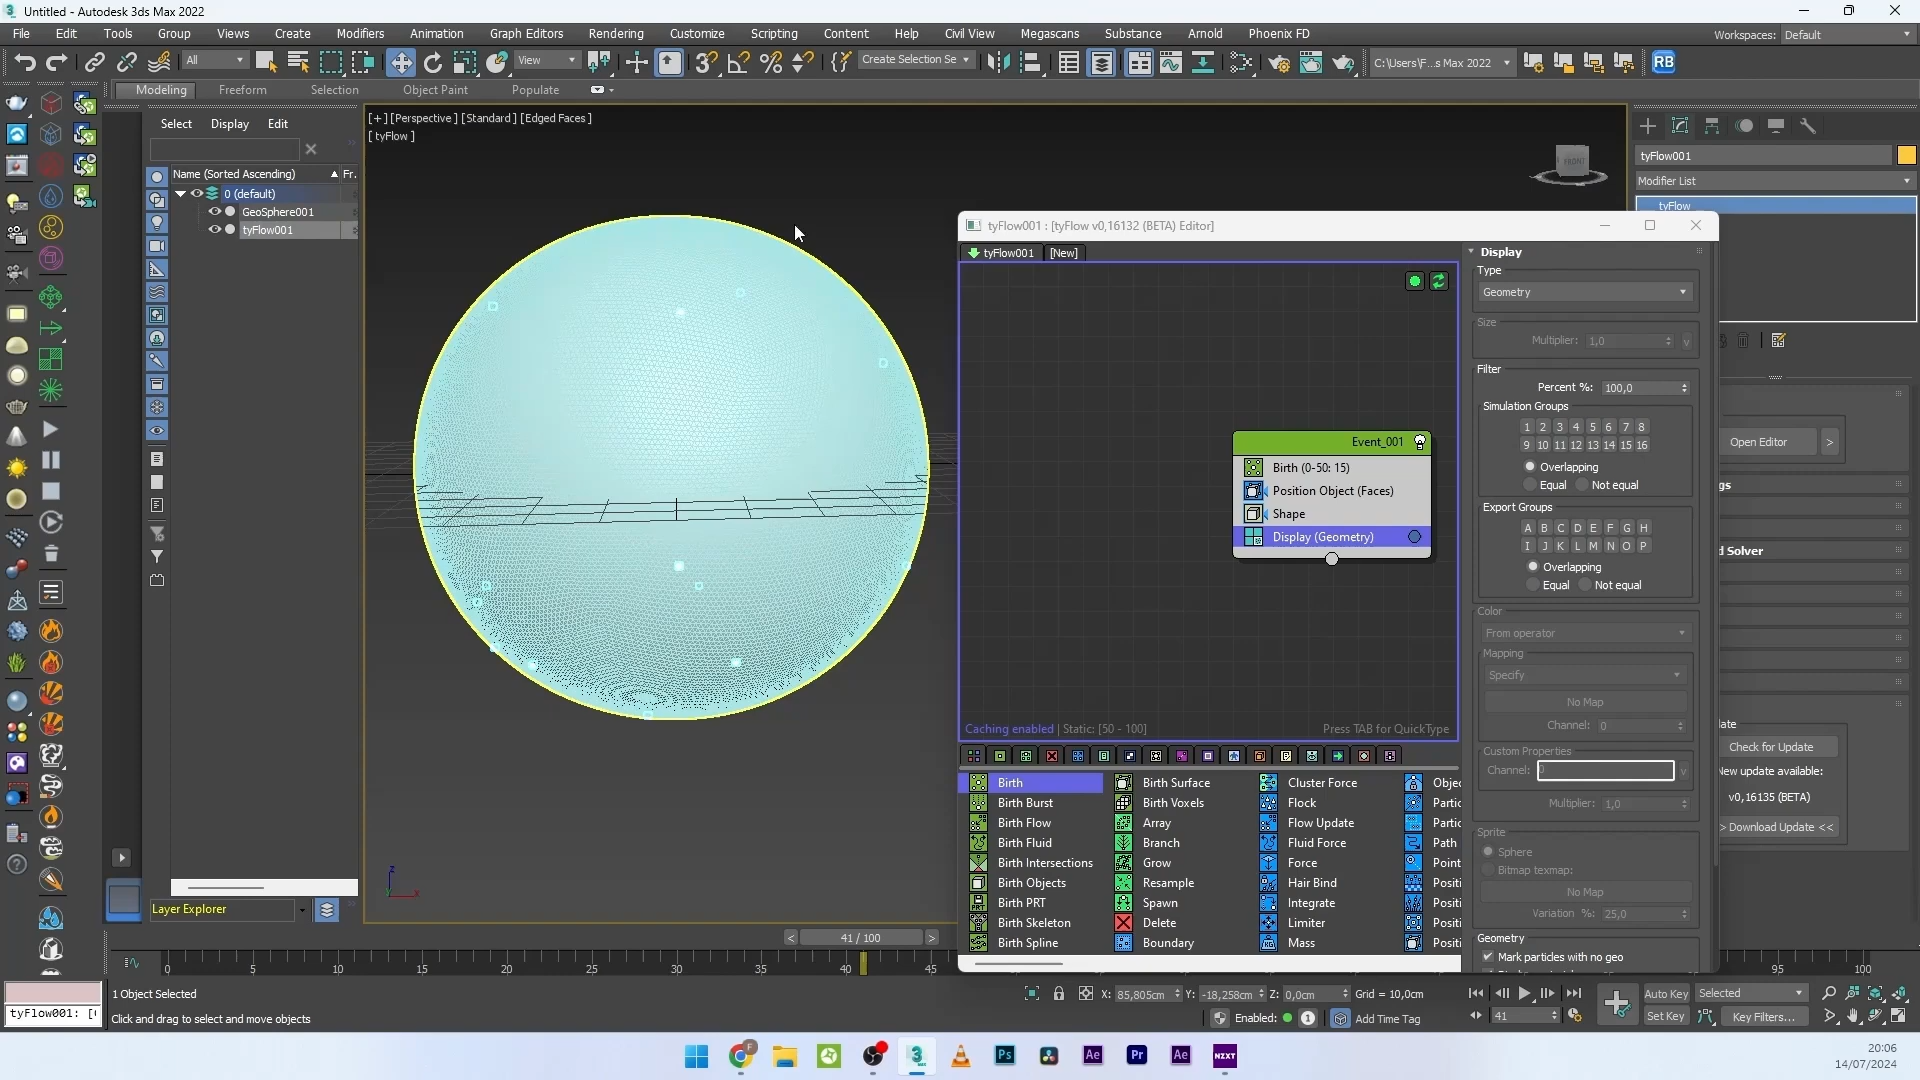 Untitled - Autodesk 3ds Max 2022
File Edit Tools Group Views Create Modifiers Animation Graph Editors Rendering Customize Scripting Content Help Civil View Megascans Substance Arnold Phoenix FD
Workspaces: Default
All View Create Selection Se C:\Users\F...s Max 2022 RB
Modeling Freeform Selection Object Paint Populate
Select Display Edit
[+] [Perspective ] [Standard ] [Edged Faces ]
[ tyFlow ]
FRONT
Name (Sorted Ascending) Fr.
0 (default)
GeoSphere001
tyFlow001
Layer Explorer
tyFlow001
Modifier List
tyFlow
tyFlow001 : [tyFlow v0,16132 (BETA) Editor]
tyFlow001 [New]
Event_001
Birth (0-50: 15)
Position Object (Faces)
Shape
Display (Geometry)
Caching enabled | Static: [50 - 100] Press TAB for QuickType
Birth Birth Surface Cluster Force Objec
Birth Burst Birth Voxels Flock Partic
Birth Flow Array Flow Update Partic
Birth Fluid Branch Fluid Force Path
Birth Intersections Grow Force Point
Birth Objects Resample Hair Bind Positi
Birth PRT Spawn Integrate Positi
Birth Skeleton Delete Limiter Positi
Birth Spline Boundary Mass Positi
Display
Type
Geometry
Size
Multiplier: 1,0 v
Filter
Percent %: 100,0
Simulation Groups
1 2 3 4 5 6 7 8
9 10 11 12 13 14 15 16
Overlapping
Equal Not equal
Export Groups
A B C D E F G H
I J K L M N O P
Overlapping
Equal Not equal
Color
From operator
Mapping
Specify
No Map
Channel: 0
Custom Properties
Channel: v
Multiplier: 1,0
Sprite
Sphere
Bitmap texmap:
No Map
Variation %: 25,0
Geometry
Mark particles with no geo
Open Editor >
gs
d Solver
late
Check for Update
New update available:
v0,16135 (BETA)
> Download Update <<
< 41 / 100 >
0 5 10 15 20 25 30 35 40 45 95 100
1 Object Selected
tyFlow001: [
Click and drag to select and move objects
X: 85,805cm Y: -18,258cm Z: 0,0cm Grid = 10,0cm
Enabled: 1 Add Time Tag
41
Auto Key Selected
Set Key Key Filters...
Ps Ae Pr Ae NZXT
20:06
14/07/2024